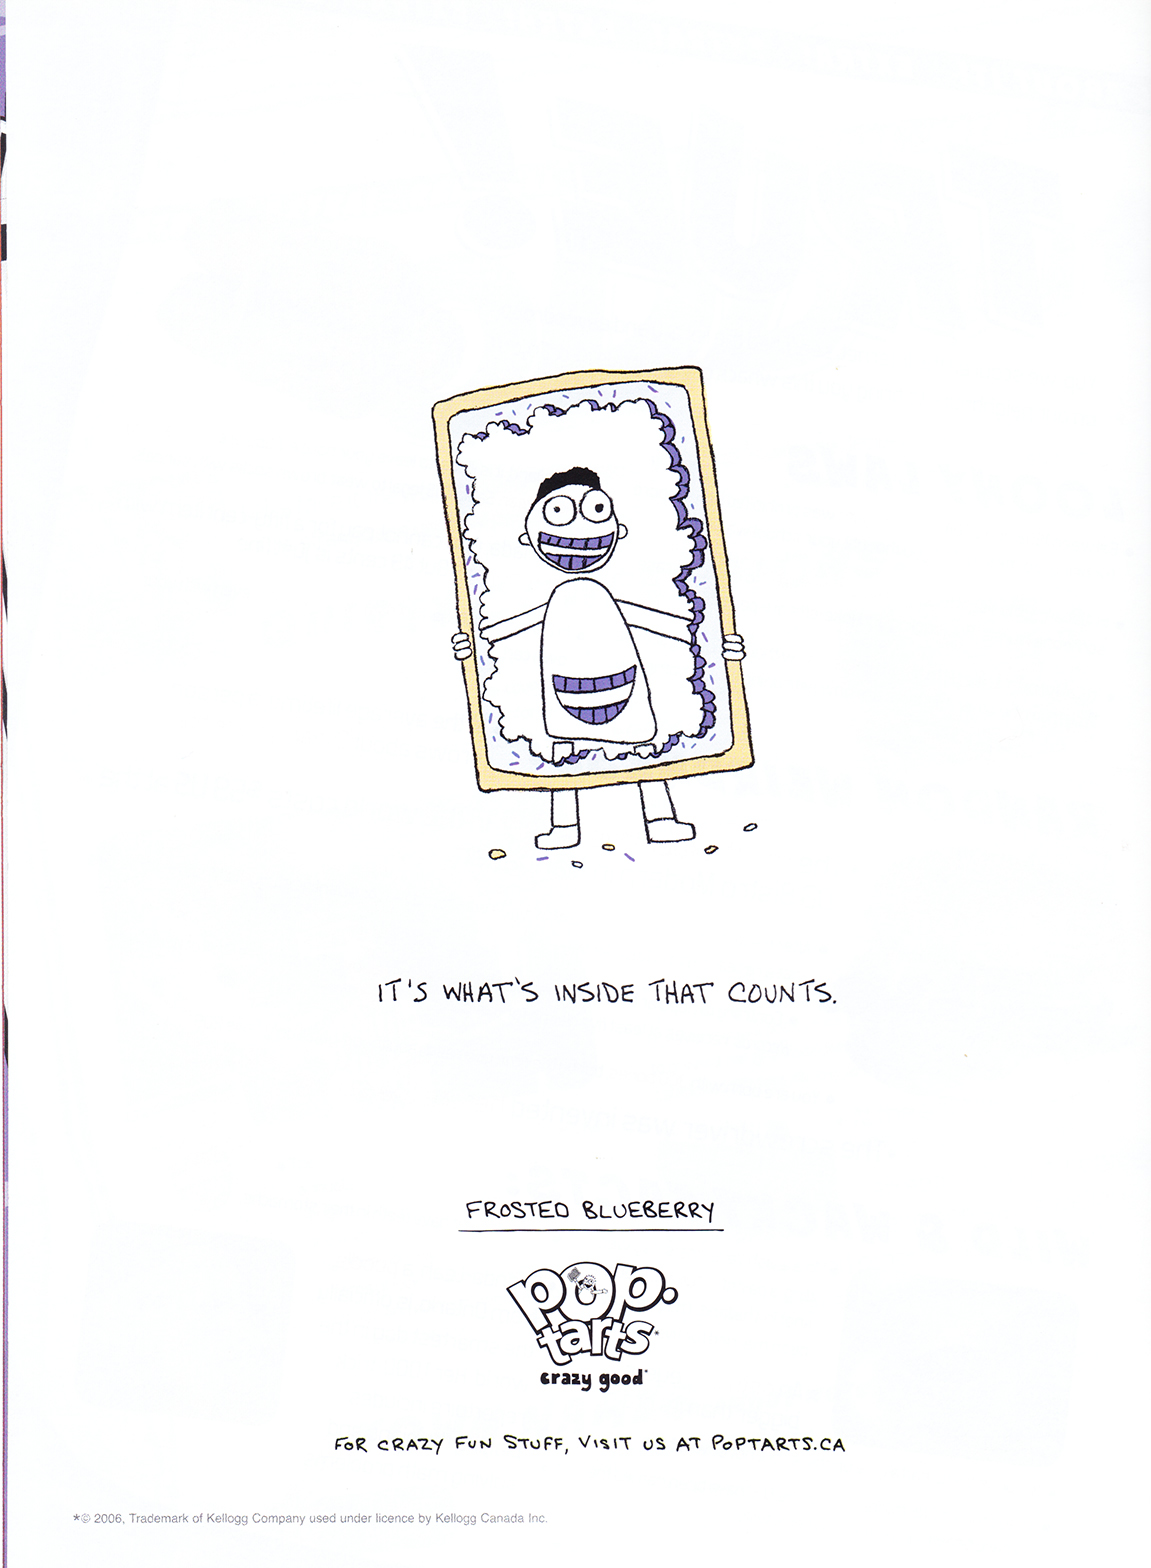 IT'S WHAT'S INSIDE THAT COUNTS.
FROSTED BLUEBERRY
pop.
tarts*
crazy good*
FOR CRAZY FUN STUFF, VISIT US AT POPTARTS.CA
*© 2006, Trademark of Kellogg Company used under licence by Kellogg Canada Inc.